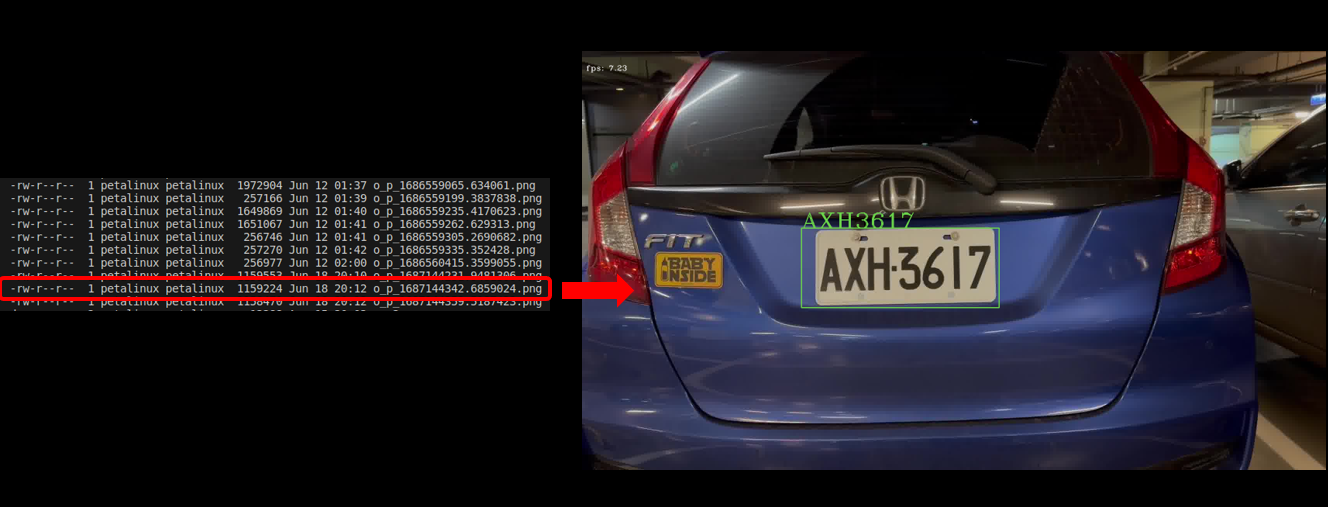 -rw-r--r-- 1 petalinux petalinux 1972904 Jun 12 01:37 o_p_1686559065.634061.png
-rw-r--r-- 1 petalinux petalinux 257166 Jun 12 01:39 o_p_1686559199.3837838.png
-rw-r--r-- 1 petalinux petalinux 1649869 Jun 12 01:40 o_p_1686559235.4170623.png
-rw-r--r-- 1 petalinux petalinux 1651067 Jun 12 01:41 o_p_1686559262.629313.png
-rw-r--r-- 1 petalinux petalinux 256746 Jun 12 01:41 o_p_1686559305.2690682.png
-rw-r--r-- 1 petalinux petalinux 257270 Jun 12 01:42 o_p_1686559335.352428.png
-rw-r--r-- 1 petalinux petalinux 256977 Jun 12 02:00 o_p_1686560415.3599055.png
-rw-r--r-- 1 petalinux petalinux 1159553 Jun 18 20:10 o_p_1687144231.9481306.png
-rw-r--r-- 1 petalinux petalinux 1159224 Jun 18 20:12 o_p_1687144342.6859024.png
-rw-r--r-- 1 petalinux petalinux 1158470 Jun 18 20:12 o_p_1687144359.5187423.png
fps: 7.23
AXH3617
FIT
BABY
INSIDE
AXH·3617